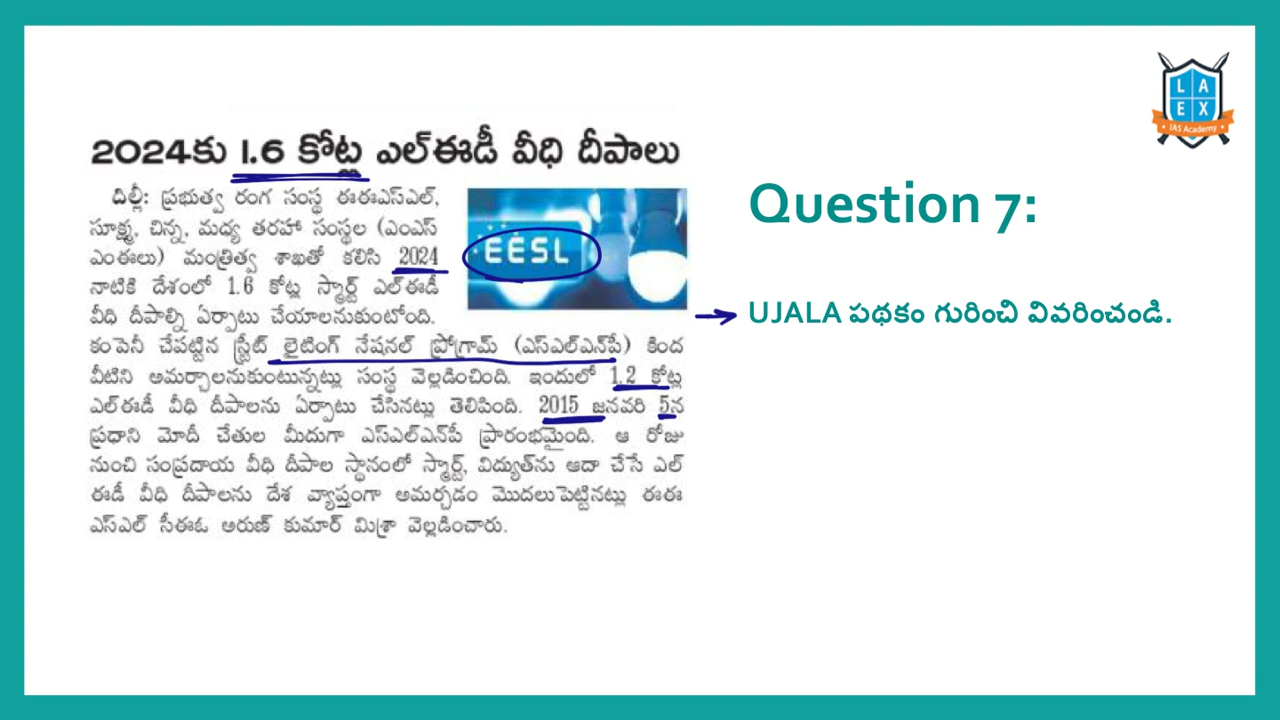 L A
E X
IAS Academy
2024కు 1.6 కోట్ల ఎల్ఈడీ వీధి దీపాలు
దిల్లీ: ప్రభుత్వ రంగ సంస్థ ఈఈఎస్ఎల్,
సూక్ష్మ, చిన్న, మధ్య తరహా సంస్థల (ఎంఎస్
ఎంఈలు) మంత్రిత్వ శాఖతో కలిసి 2024
నాటికి దేశంలో 1.6 కోట్ల స్మార్ట్ ఎల్ఈడీ
వీధి దీపాల్ని ఏర్పాటు చేయాలనుకుంటోంది.
కంపెనీ చేపట్టిన స్ట్రీట్ లైటింగ్ నేషనల్ ప్రోగ్రామ్ (ఎస్ఎల్ఎన్పీ) కింద
వీటిని అమర్చాలనుకుంటున్నట్లు సంస్థ వెల్లడించింది. ఇందులో 1.2 కోట్ల
ఎల్ఈడీ వీధి దీపాలను ఏర్పాటు చేసినట్లు తెలిపింది. 2015 జనవరి 5న
ప్రధాని మోదీ చేతుల మీదుగా ఎస్ఎల్ఎన్పీ ప్రారంభమైంది. ఆ రోజు
నుంచి సంప్రదాయ వీధి దీపాల స్థానంలో స్మార్ట్, విద్యుత్‌ను ఆదా చేసే ఎల్
ఈడీ వీధి దీపాలను దేశ వ్యాప్తంగా అమర్చడం మొదలుపెట్టినట్లు ఈఈ
ఎస్ఎల్ సీఈఓ అరుణ్ కుమార్ మిశ్రా వెల్లడించారు.
EESL
Question 7:
UJALA పథకం గురించి వివరించండి.